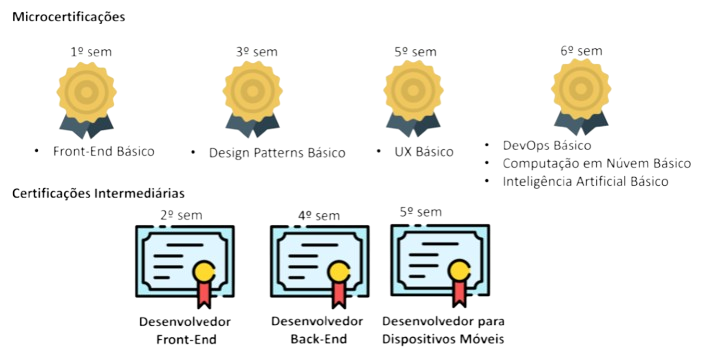 Microcertificações
1º sem
3º sem
5º sem
6º sem
• Front-End Básico
• Design Patterns Básico
• UX Básico
• DevOps Básico
• Computação em Núvem Básico
• Inteligência Artificial Básico
Certificações Intermediárias
2º sem
4º sem
5º sem
Desenvolvedor
Front-End
Desenvolvedor
Back-End
Desenvolvedor para
Dispositivos Móveis